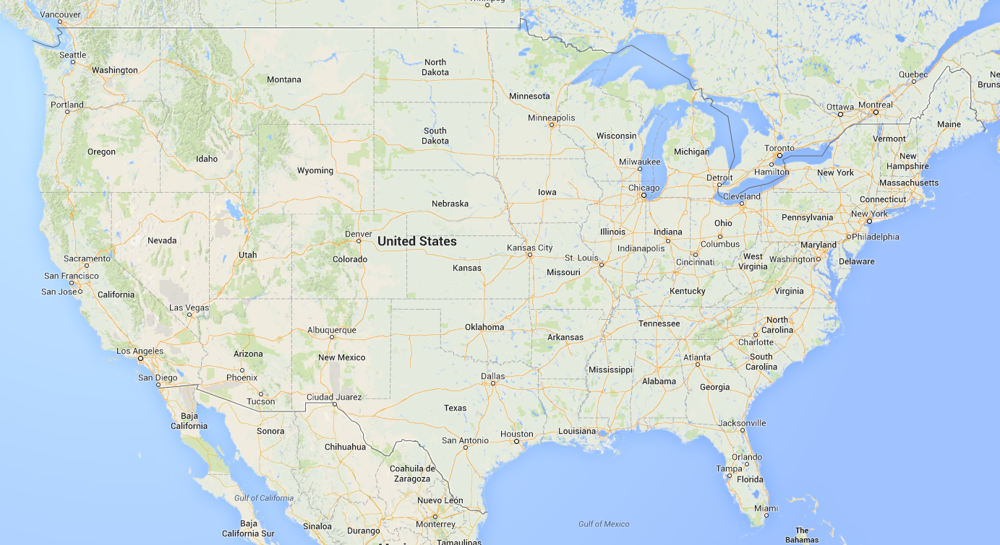 Winnipeg
Vancouver
Seattle
Washington
Montana
North
Dakota
Minnesota
Quebec
Ottawa
Montreal
Portland
Minneapolis
Maine
South
Dakota
Wisconsin
Vermont
Oregon
Idaho
Michigan
Toronto
New
Hampshire
Milwaukee
Wyoming
Hamilton
New York
Detroit
Massachusetts
Chicago
Iowa
Cleveland
Connecticut
Nebraska
New York
Pennsylvania
Ohio
Illinois
Indiana
Denver
United States
Philadelphia
Nevada
Utah
Kansas City
Indianapolis
Columbus
Maryland
Sacramento
Colorado
St. Louis
Cincinnati
West
Virginia
Washington
Delaware
San Francisco
Kansas
Missouri
San Jose
California
Kentucky
Virginia
Las Vegas
Albuquerque
Oklahoma
Arkansas
Tennessee
North
Carolina
Charlotte
Los Angeles
Arizona
New Mexico
Atlanta
South
Carolina
San Diego
Phoenix
Dallas
Mississippi
Alabama
Georgia
Tucson
Ciudad Juarez
Texas
Baja
California
Sonora
Chihuahua
San Antonio
Houston
Louisiana
Jacksonville
Coahuila de
Zaragoza
Orlando
Tampa
Florida
Gulf of California
Nuevo León
Miami
Baja
California Sur
Sinaloa
Durango
Monterrey
Gulf of Mexico
The
Bahamas
Tamaulipas